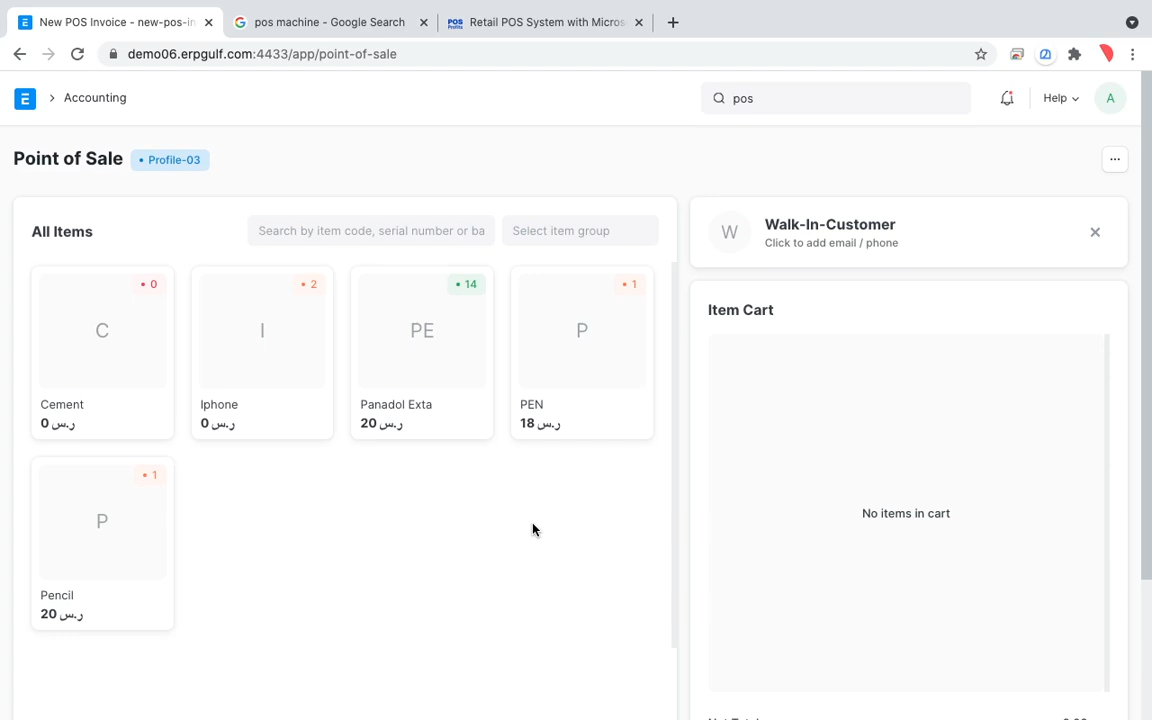 New POS Invoice - new-pos-in
pos machine - Google Search
POS
Retail POS System with Micros
demo06.erpgulf.com:4433/app/point-of-sale
E
Accounting
pos
Help
A
Point of Sale
• Profile-03
...
All Items
Search by item code, serial number or ba
Select item group
W
Walk-In-Customer
Click to add email / phone
• 0
C
Cement
ر.س 0
• 2
I
Iphone
ر.س 0
• 14
PE
Panadol Exta
ر.س 20
• 1
P
PEN
ر.س 18
• 1
P
Pencil
ر.س 20
Item Cart
No items in cart